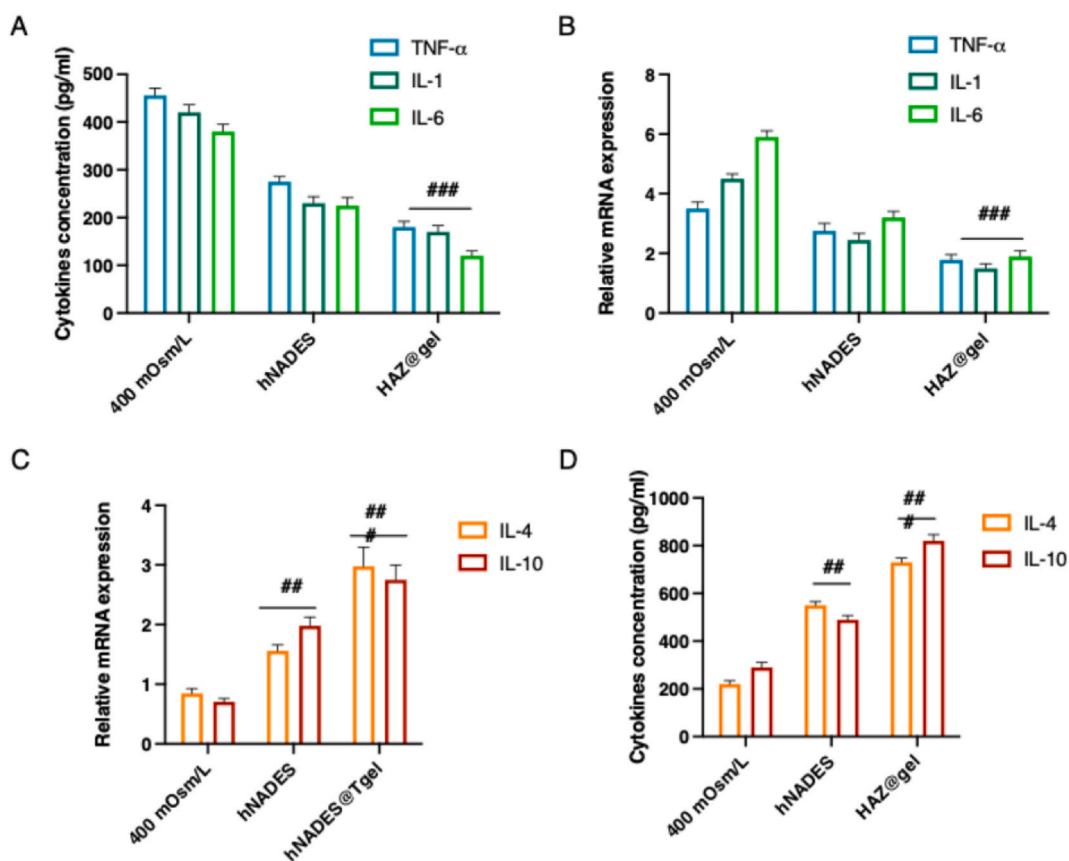 A
TNF-α
IL-1
IL-6
Cytokines concentration (pg/ml)
500
400
300
200
100
0
###
400 mOsm/L
hNADES
HAZ@gel
B
TNF-α
IL-1
IL-6
Relative mRNA expression
8
6
4
2
0
###
400 mOsm/L
hNADES
HAZ@gel
C
Relative mRNA expression
4
3
2
1
0
##
##
#
IL-4
IL-10
400 mOsm/L
hNADES
hNADES@Tgel
D
Cytokines concentration (pg/ml)
1000
800
600
400
200
0
##
##
#
IL-4
IL-10
400 mOsm/L
hNADES
HAZ@gel